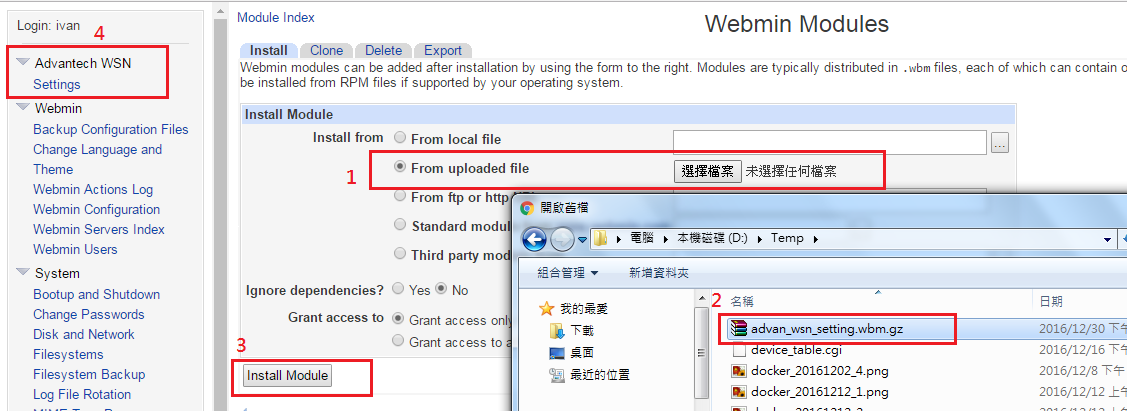 Login: ivan
4
Advantech WSN
Settings
Webmin
Backup Configuration Files
Change Language and
Theme
Webmin Actions Log
Webmin Configuration
Webmin Servers Index
Webmin Users
System
Bootup and Shutdown
Change Passwords
Disk and Network
Filesystems
Filesystem Backup
Log File Rotation
Module Index
Webmin Modules
Install Clone Delete Export
Webmin modules can be added after installation by using the form to the right. Modules are typically distributed in .wbm files, each of which can contain
be installed from RPM files if supported by your operating system.
Install Module
Install from From local file ...
1 From uploaded file 選擇檔案 未選擇任何檔案
From ftp or http
Standard modul
Third party mod
Ignore dependencies? Yes No
Grant access to Grant access only
Grant access to a
3
Install Module
開啟舊檔
電腦 本機磁碟 (D:) Temp
組合管理 新增資料夾
我的最愛
下載
桌面
最近的位置
2 名稱 日期
advan_wsn_setting.wbm.gz 2016/12/30 下午
device_table.cgi 2016/12/16 下午
docker_20161202_4.png 2016/12/8 下午
docker_20161212_1.png 2016/12/12 上午